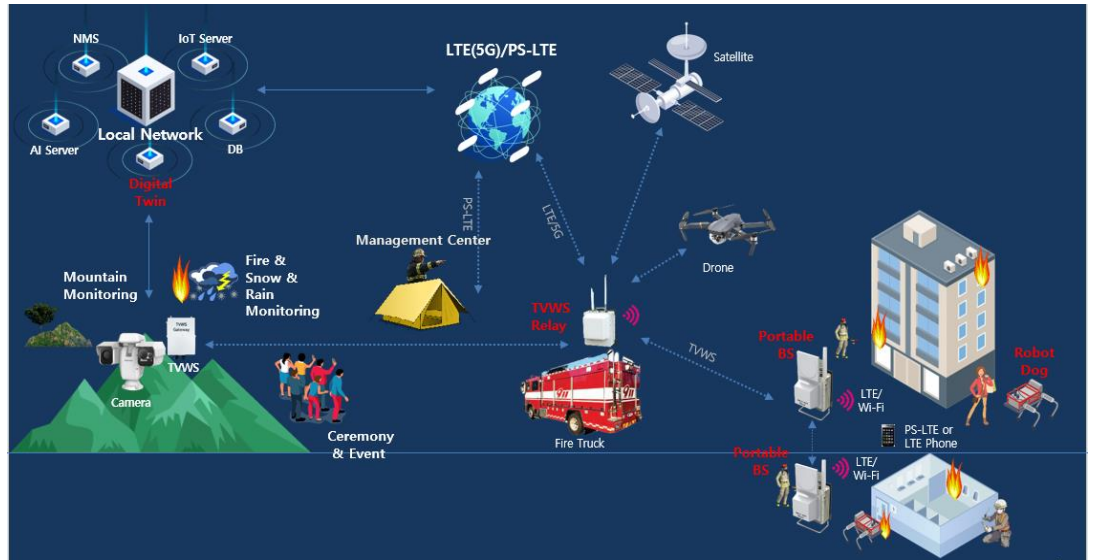 NMS
IoT Server
Local Network
AI Server
DB
Digital
Twin
LTE(5G)/PS-LTE
Satellite
PS-LTE
LTE/5G
Management Center
Drone
Mountain
Monitoring
Fire &
Snow &
Rain
Monitoring
TVWS
Gateway
TVWS
Camera
Ceremony
& Event
TVWS
Relay
Fire Truck
TVWS
Portable
BS
LTE/
Wi-Fi
Robot
Dog
PS-LTE or
LTE Phone
Portable
BS
LTE/
Wi-Fi